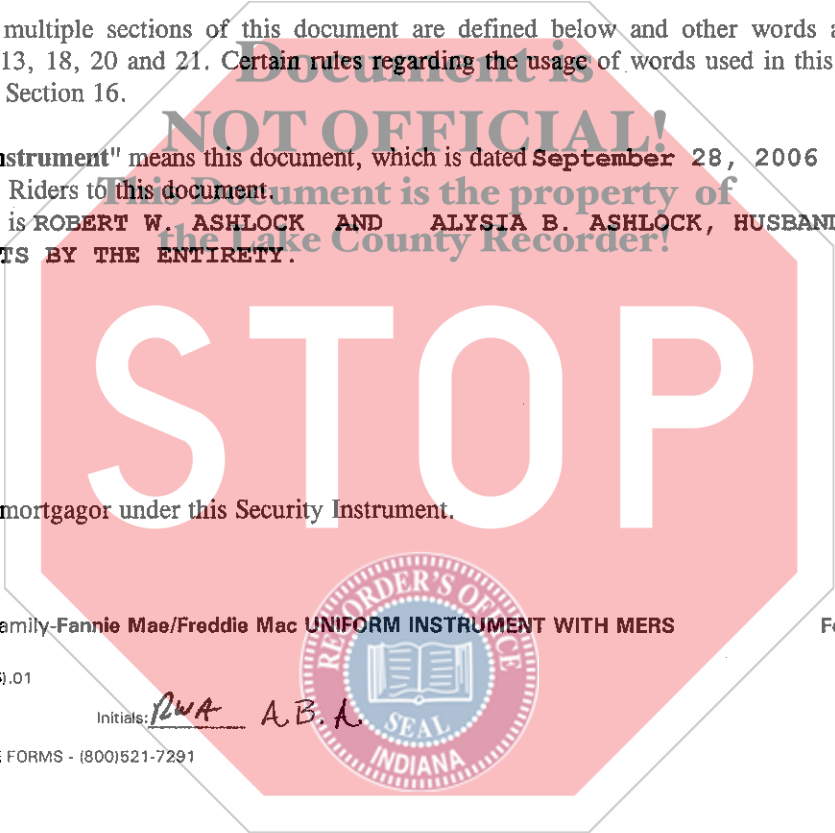 multiple sections of this document are defined below and other words a
13, 18, 20 and 21. Certain rules regarding the usage of words used in this
Section 16.
Document is
NOT OFFICIAL!
nstrument" means this document, which is dated September 28, 2006
Riders to this document.
This Document is the property of
is ROBERT W. ASHLOCK AND ALYSIA B. ASHLOCK, HUSBAND
the Lake County Recorder!
TS BY THE ENTIRETY.
STOP
mortgagor under this Security Instrument.
RECORDER'S OFFICE
amily-Fannie Mae/Freddie Mac UNIFORM INSTRUMENT WITH MERS Fo
).01
Initials: RWA A.B.A.
SEAL
INDIANA
E FORMS - (800)521-7291